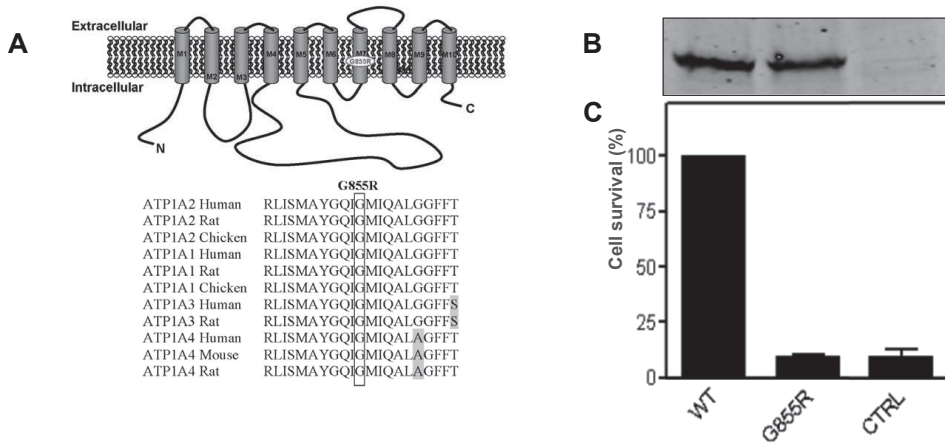 A
Extracellular
M1 M2 M3 M4 M5 M6 M7 M8 M9 M10
G855R
Intracellular
N
C
G855R
ATP1A2 Human RLISMAYGQIGMIQALGGFFT
ATP1A2 Rat RLISMAYGQIGMIQALGGFFT
ATP1A2 Chicken RLISMAYGQIGMIQALGGFFT
ATP1A1 Human RLISMAYGQIGMIQALGGFFT
ATP1A1 Rat RLISMAYGQIGMIQALGGFFT
ATP1A1 Chicken RLISMAYGQIGMIQALGGFFT
ATP1A3 Human RLISMAYGQIGMIQALGGFFS
ATP1A3 Rat RLISMAYGQIGMIQALGGFFS
ATP1A4 Human RLISMAYGQIGMIQALAGFFT
ATP1A4 Mouse RLISMAYGQIGMIQALAGFFT
ATP1A4 Rat RLISMAYGQIGMIQALAGFFT
B
C
Cell survival (%)
100
75
50
25
0
WT
G855R
CTRL